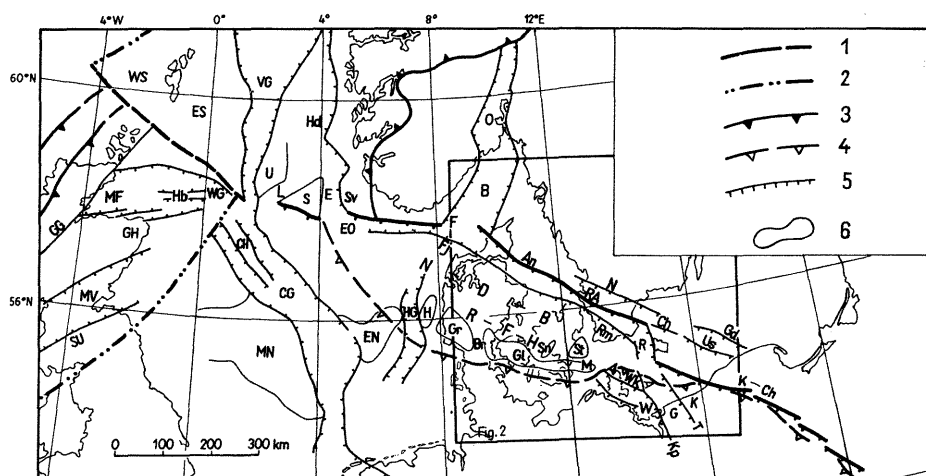 4°W 0° 4° 8° 12°E
60°N
56°N
WS
ES
VG
Hd
O
B
U
S
E
Sv
EO
F
MF
Hb
WG
GG
GH
CG
MV
SU
MN
EN
HG
H
N
D
R
F
B
Gr
Br
Gl
H
Sp
St
M
An
RA
N
Ch
Rm
R
Us
Gd
K
Ch
W
G
K
T
Fig.2
0 100 200 300 km
1
2
3
4
5
6